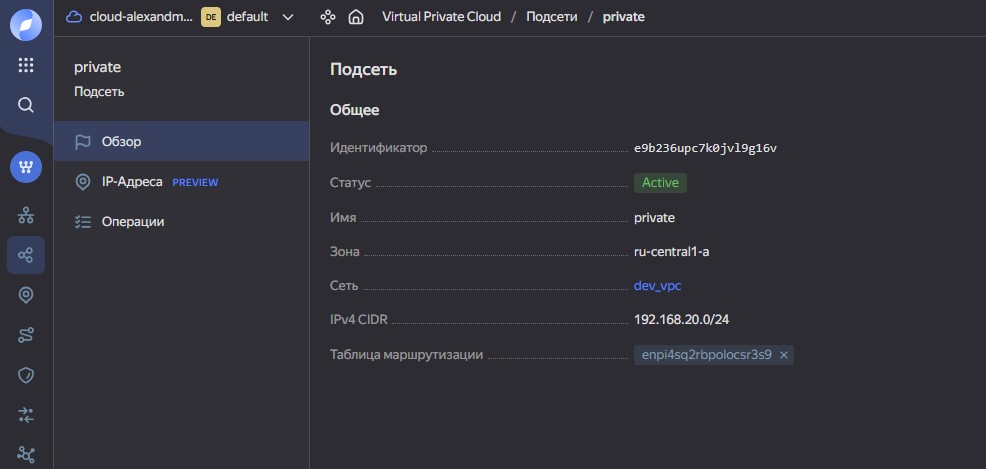 cloud-alexandm... DE default Virtual Private Cloud / Подсети / private
private
Подсеть
Обзор
IP-Адреса PREVIEW
Операции
Подсеть
Общее
Идентификатор e9b236upc7k0jvl9g16v
Статус Active
Имя private
Зона ru-central1-a
Сеть dev_vpc
IPv4 CIDR 192.168.20.0/24
Таблица маршрутизации enpi4sq2rbpolocsr3s9 ×